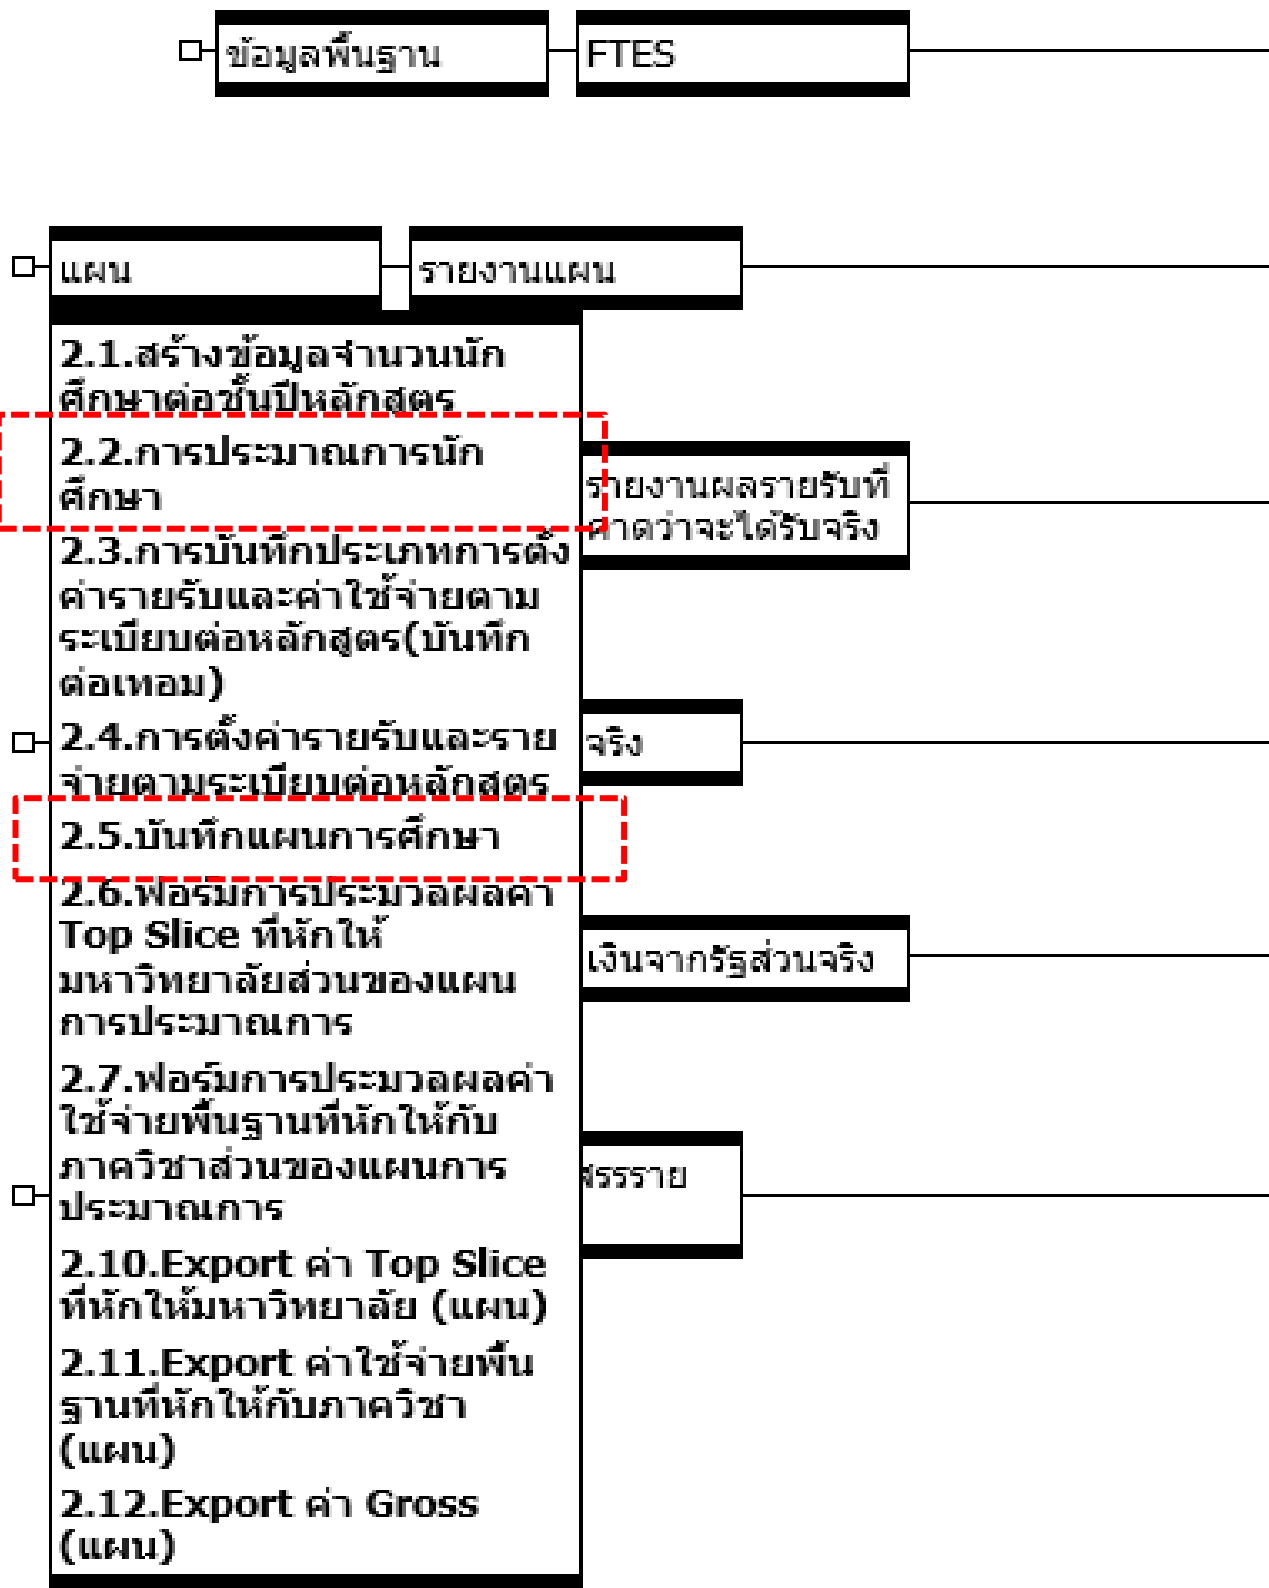 ข้อมูลพื้นฐาน
FTES
แผน
รายงานแผน
2.1.สร้างข้อมูลจำนวนนัก
ศึกษาต่อชั้นปีหลักสูตร
2.2.การประมาณการนัก
ศึกษา
รายงานผลรายรับที่
คาดว่าจะได้รับจริง
2.3.การบันทึกประเภทการตั้ง
ค่ารายรับและค่าใช้จ่ายตาม
ระเบียบต่อหลักสูตร(บันทึก
ต่อเทอม)
2.4.การตั้งค่ารายรับและราย
จ่ายตามระเบียบต่อหลักสูตร
จริง
2.5.บันทึกแผนการศึกษา
2.6.ฟอร์มการประมวลผลค่า
Top Slice ที่หักให้
มหาวิทยาลัยส่วนของแผน
การประมาณการ
เงินจากรัฐส่วนจริง
2.7.ฟอร์มการประมวลผลค่า
ใช้จ่ายพื้นฐานที่หักให้กับ
ภาควิชาส่วนของแผนการ
ประมาณการ
สรรราย
2.10.Export ค่า Top Slice
ที่หักให้มหาวิทยาลัย (แผน)
2.11.Export ค่าใช้จ่ายพื้น
ฐานที่หักให้กับภาควิชา
(แผน)
2.12.Export ค่า Gross
(แผน)